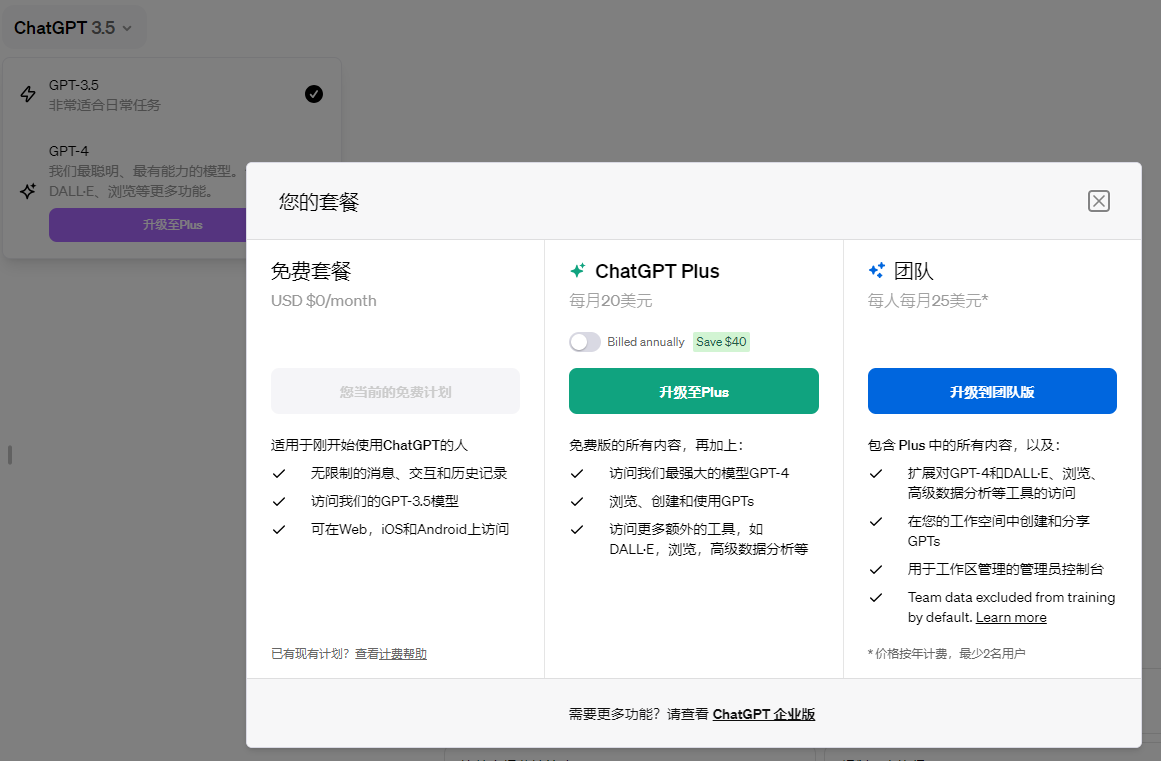 ChatGPT 3.5
GPT-3.5
非常适合日常任务
GPT-4
我们最聪明、最有能力的模型。
DALL·E、浏览等更多功能。
升级至Plus
您的套餐
免费套餐
USD $0/month
您当前的免费计划
适用于刚开始使用ChatGPT的人
无限制的消息、交互和历史记录
访问我们的GPT-3.5模型
可在Web，iOS和Android上访问
已有现有计划？查看计费帮助
ChatGPT Plus
每月20美元
Billed annually Save $40
升级至Plus
免费版的所有内容，再加上：
访问我们最强大的模型GPT-4
浏览、创建和使用GPTs
访问更多额外的工具，如
DALL·E，浏览，高级数据分析等
团队
每人每月25美元*
升级到团队版
包含 Plus 中的所有内容，以及：
扩展对GPT-4和DALL·E、浏览、
高级数据分析等工具的访问
在您的工作空间中创建和分享
GPTs
用于工作区管理的管理员控制台
Team data excluded from training
by default. Learn more
*价格按年计费，最少2名用户
需要更多功能？请查看 ChatGPT 企业版